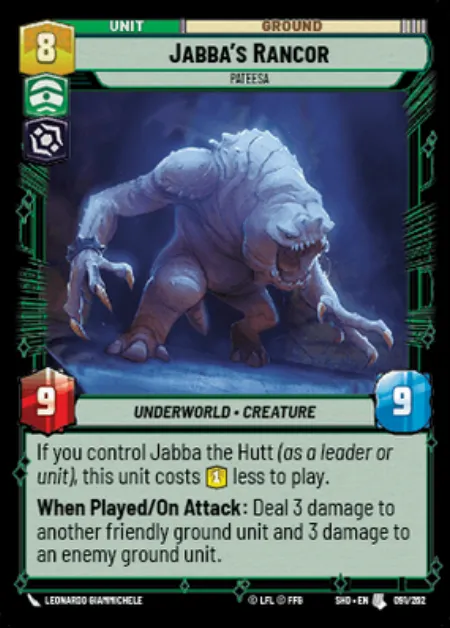 UNIT
GROUND
8
JABBA'S RANCOR
PATEESA
9
UNDERWORLD • CREATURE
9
If you control Jabba the Hutt (as a leader or
unit), this unit costs 1 less to play.
When Played/On Attack: Deal 3 damage to
another friendly ground unit and 3 damage to
an enemy ground unit.
LEONARDO GIAMMICHELE
© LFL © FFG
SHD • EN
091/262